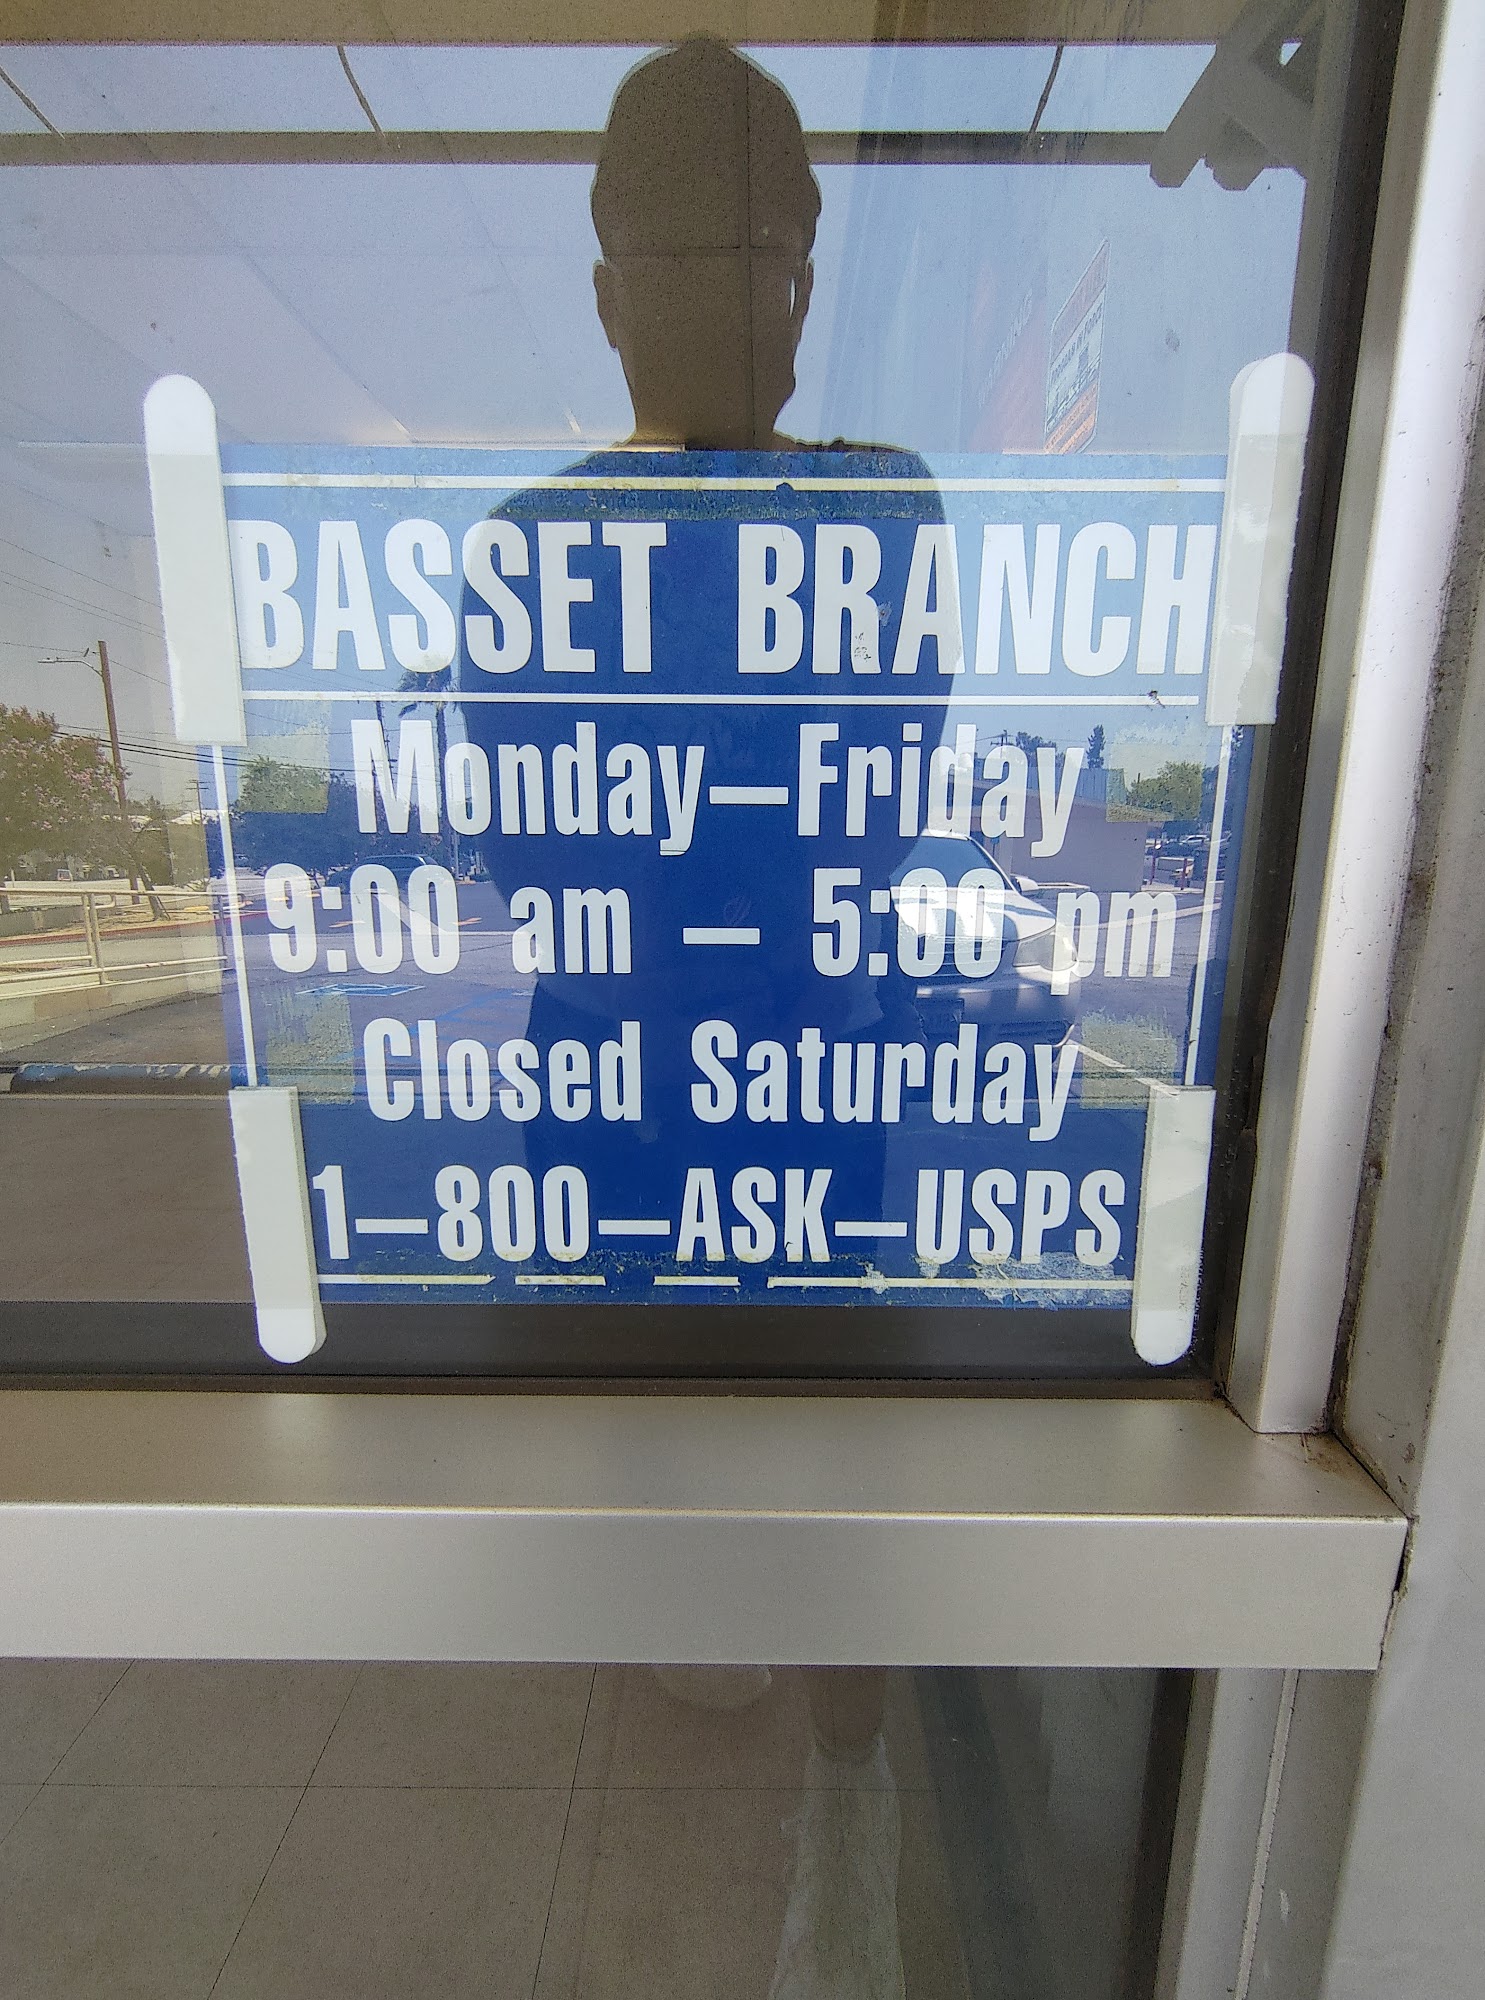 BASSET BRANCH
Monday—Friday
9:00 am — 5:00 pm
Closed Saturday
1—800—ASK—USPS